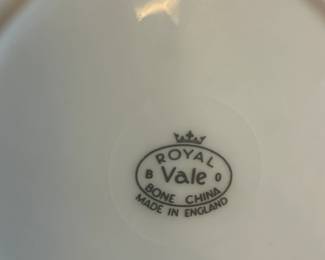 ROYAL
B Vale O
BONE CHINA
MADE IN ENGLAND